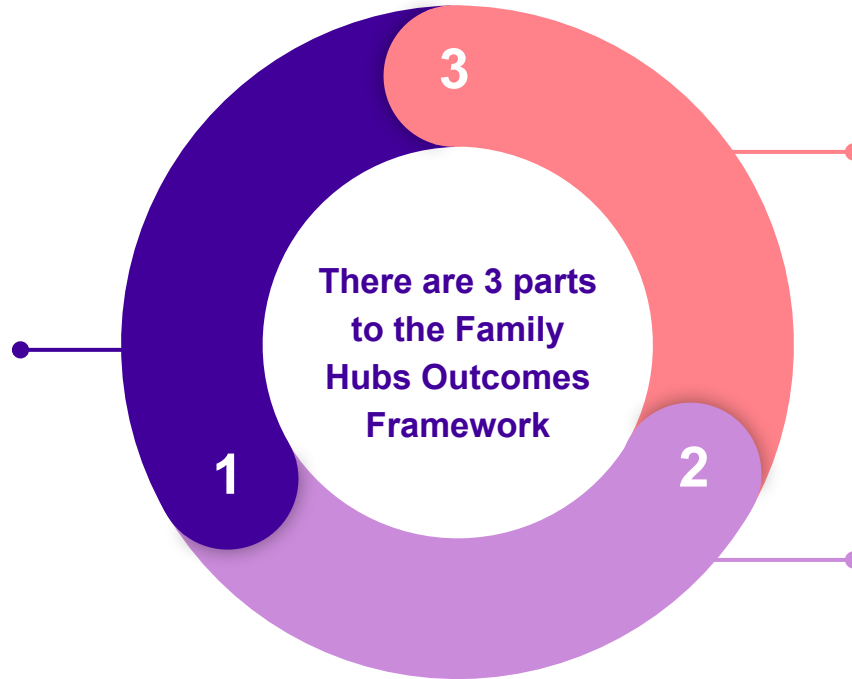 3
There are 3 parts
to the Family
Hubs Outcomes
Framework
1
2